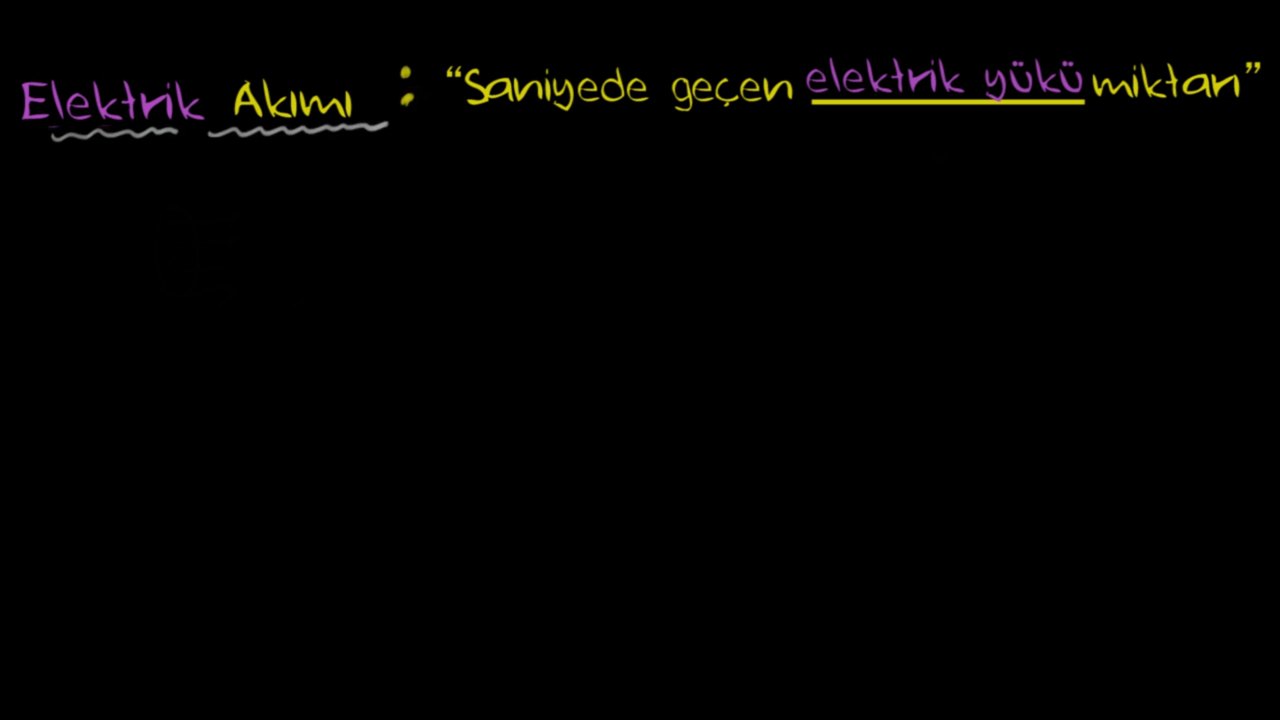 Elektrik Akımı : “Saniyede geçen elektrik yükü miktarı”